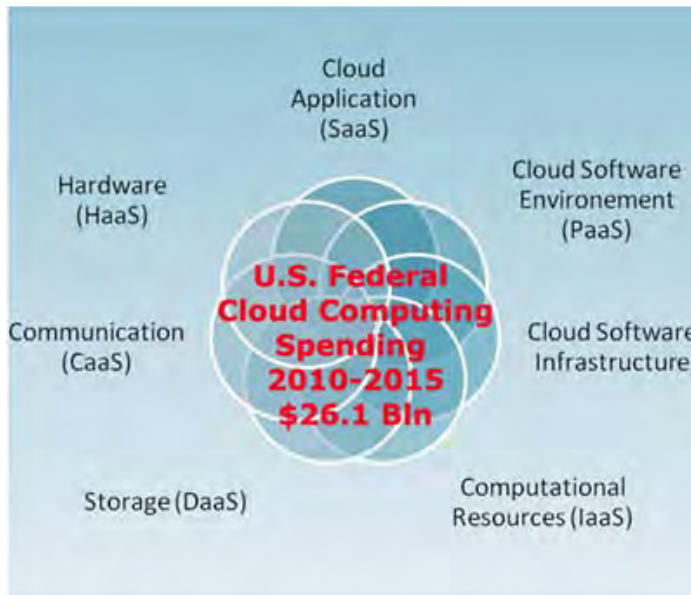 Cloud
Application
(SaaS)
Cloud Software
Environement
(PaaS)
Cloud Software
Infrastructure
Computational
Resources (IaaS)
Storage (DaaS)
Communication
(CaaS)
Hardware
(HaaS)
U.S. Federal
Cloud Computing
Spending
2010-2015
$26.1 Bln